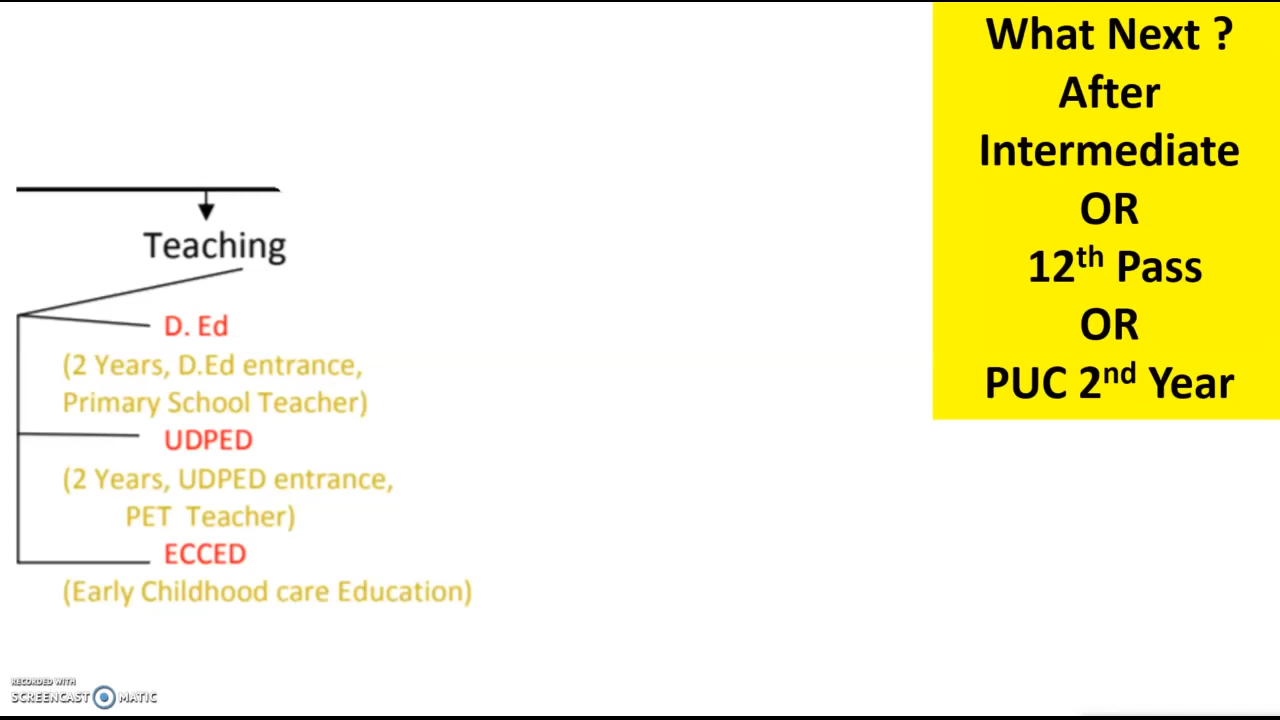 What Next ?
After
Intermediate
OR
12th Pass
OR
PUC 2nd Year
Teaching
D. Ed
(2 Years, D.Ed entrance,
Primary School Teacher)
UDPED
(2 Years, UDPED entrance,
PET Teacher)
ECCED
(Early Childhood care Education)
RECORDED WITH
SCREENCAST MATIC